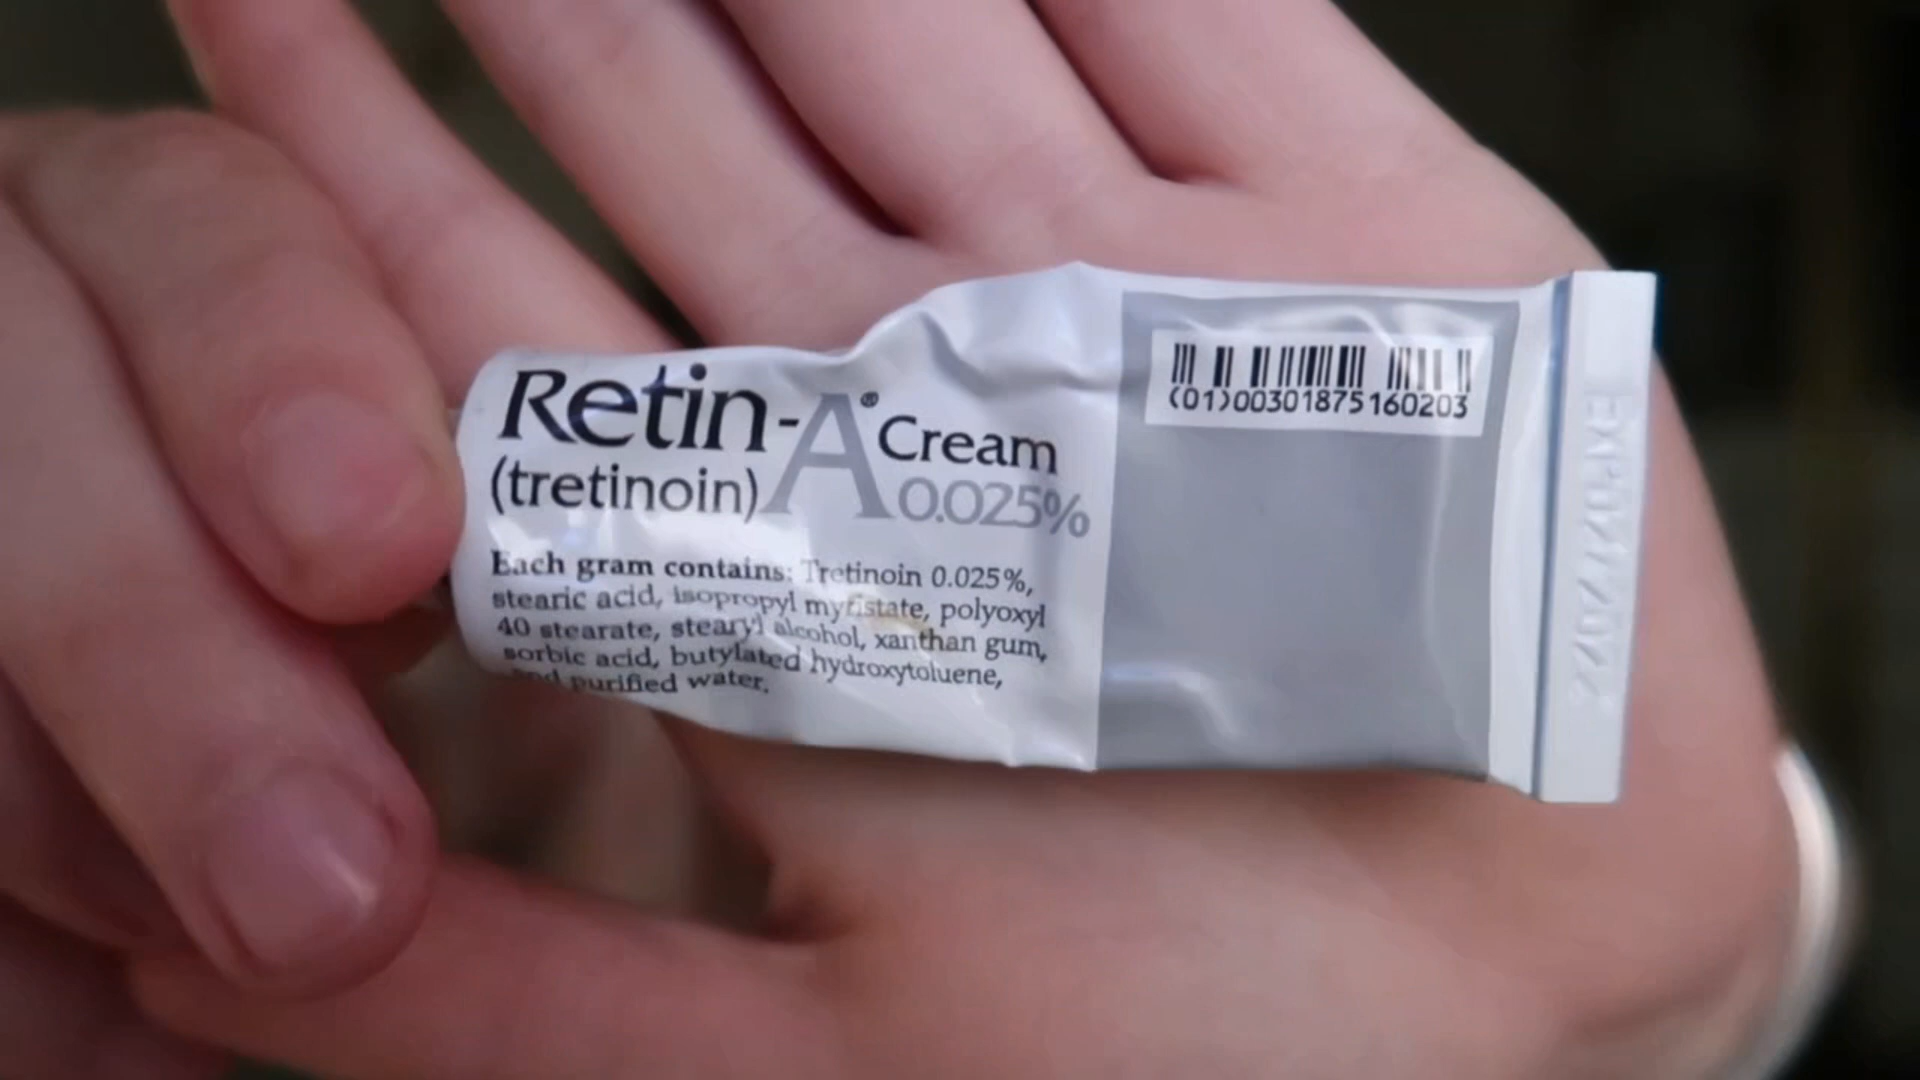 Retin-A® Cream
(tretinoin) 0.025%
Each gram contains: Tretinoin 0.025%,
stearic acid, isopropyl myristate, polyoxyl
40 stearate, stearyl alcohol, xanthan gum,
sorbic acid, butylated hydroxytoluene,
and purified water.
(01)00301875160203